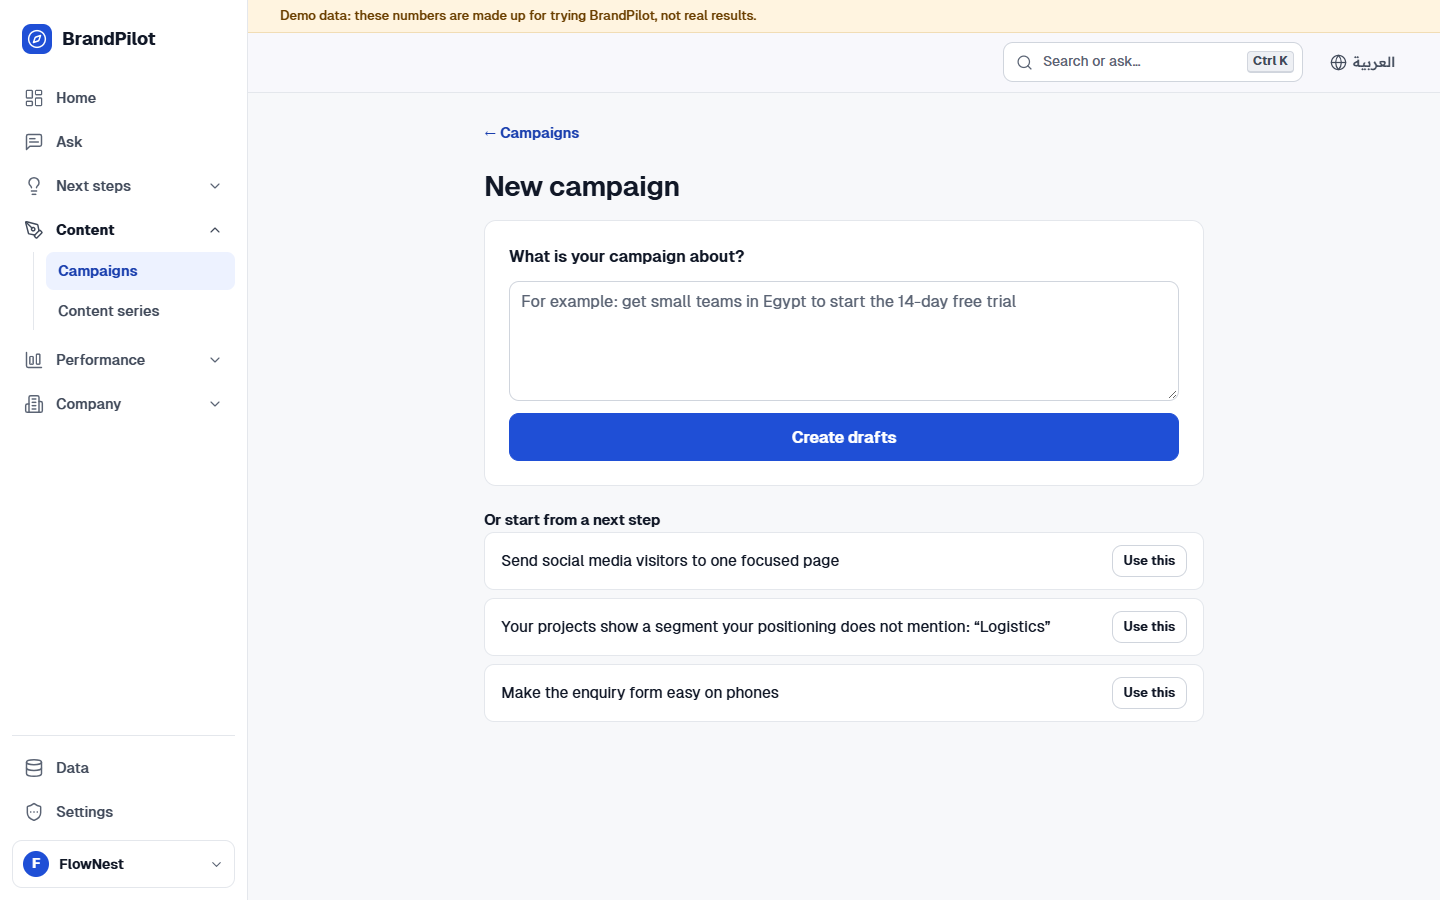 Demo data: these numbers are made up for trying BrandPilot, not real results.
BrandPilot
Search or ask...
Ctrl K
العربية
Home
Ask
Next steps
Content
Campaigns
Content series
Performance
Company
Data
Settings
F
FlowNest
← Campaigns
New campaign
What is your campaign about?
For example: get small teams in Egypt to start the 14-day free trial
Create drafts
Or start from a next step
Send social media visitors to one focused page
Use this
Your projects show a segment your positioning does not mention: “Logistics”
Use this
Make the enquiry form easy on phones
Use this